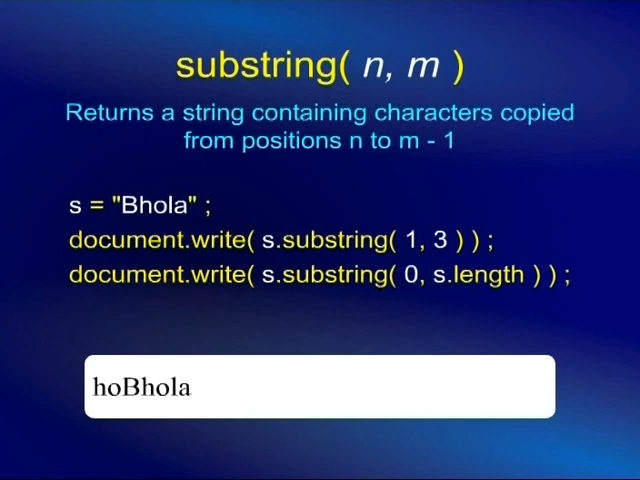 substring( n, m )
Returns a string containing characters copied
from positions n to m - 1
s = "Bhola" ;
document.write( s.substring( 1, 3 ) ) ;
document.write( s.substring( 0, s.length ) ) ;
hoBhola